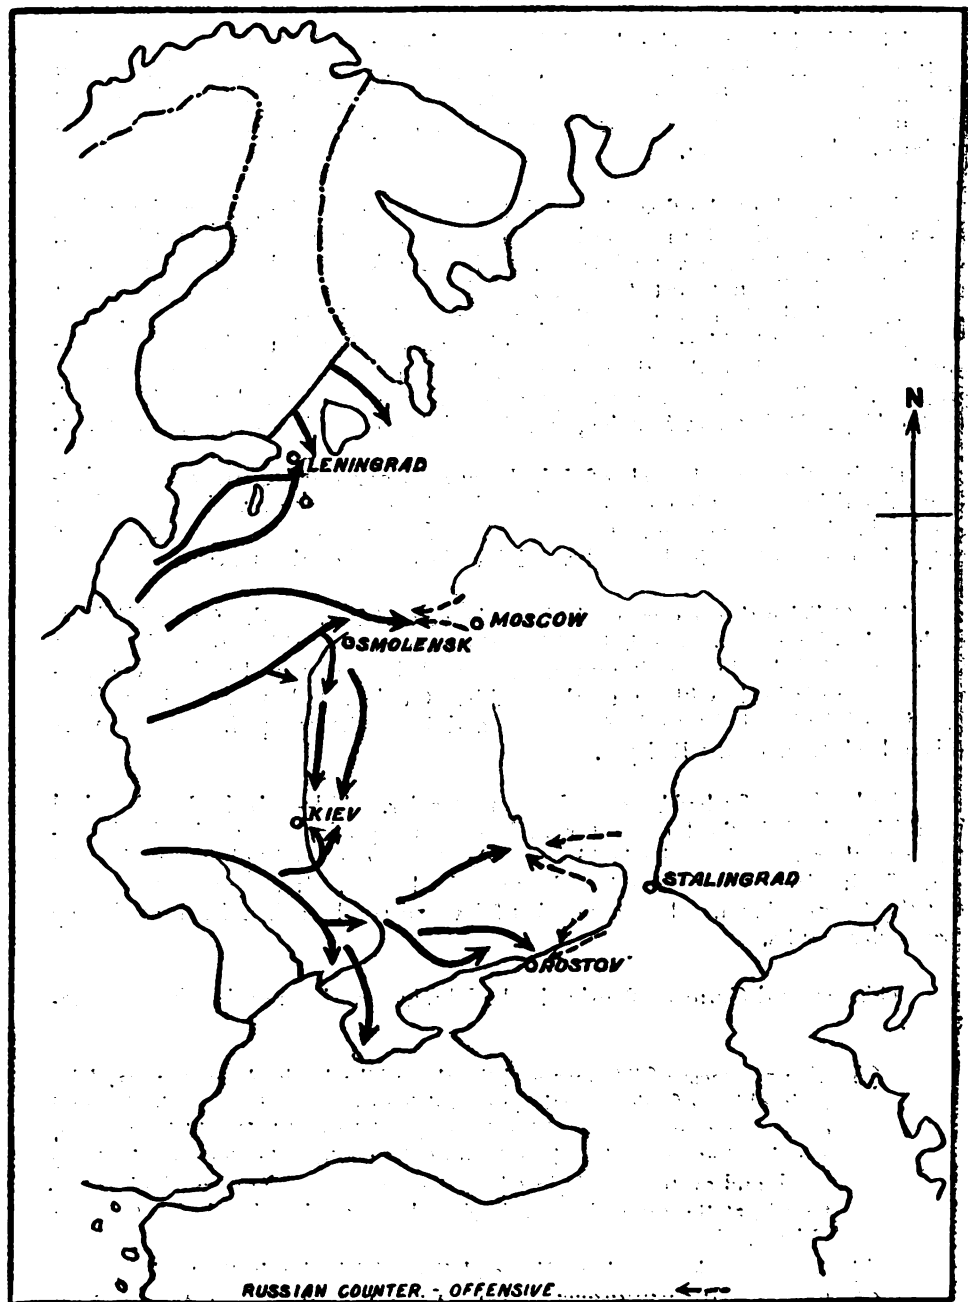 N
LENINGRAD
MOSCOW
SMOLENSK
KIEV
STALINGRAD
ROSTOV
RUSSIAN COUNTER. - OFFENSIVE..............